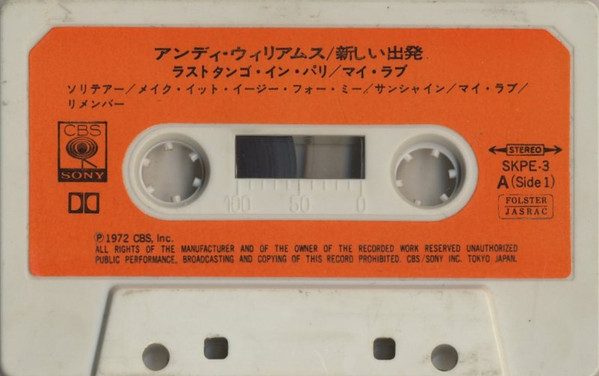 アンディ・ウィリアムス/新しい出発
ラストタンゴ・イン・パリ/マイ・ラブ
ソリテアー/メイク・イット・イージー・フォー・ミー/サンシャイン/マイ・ラブ/
リメンバー
CBS
SONY
STEREO
SKPE-3
A (Side 1)
FOLSTER
JASRAC
100 50 0
Ⓟ1972 CBS, Inc.
ALL RIGHTS OF THE MANUFACTURER AND OF THE OWNER OF THE RECORDED WORK RESERVED UNAUTHORIZED
PUBLIC PERFORMANCE, BROADCASTING AND COPYING OF THIS RECORD PROHIBITED. CBS/SONY INC. TOKYO JAPAN.